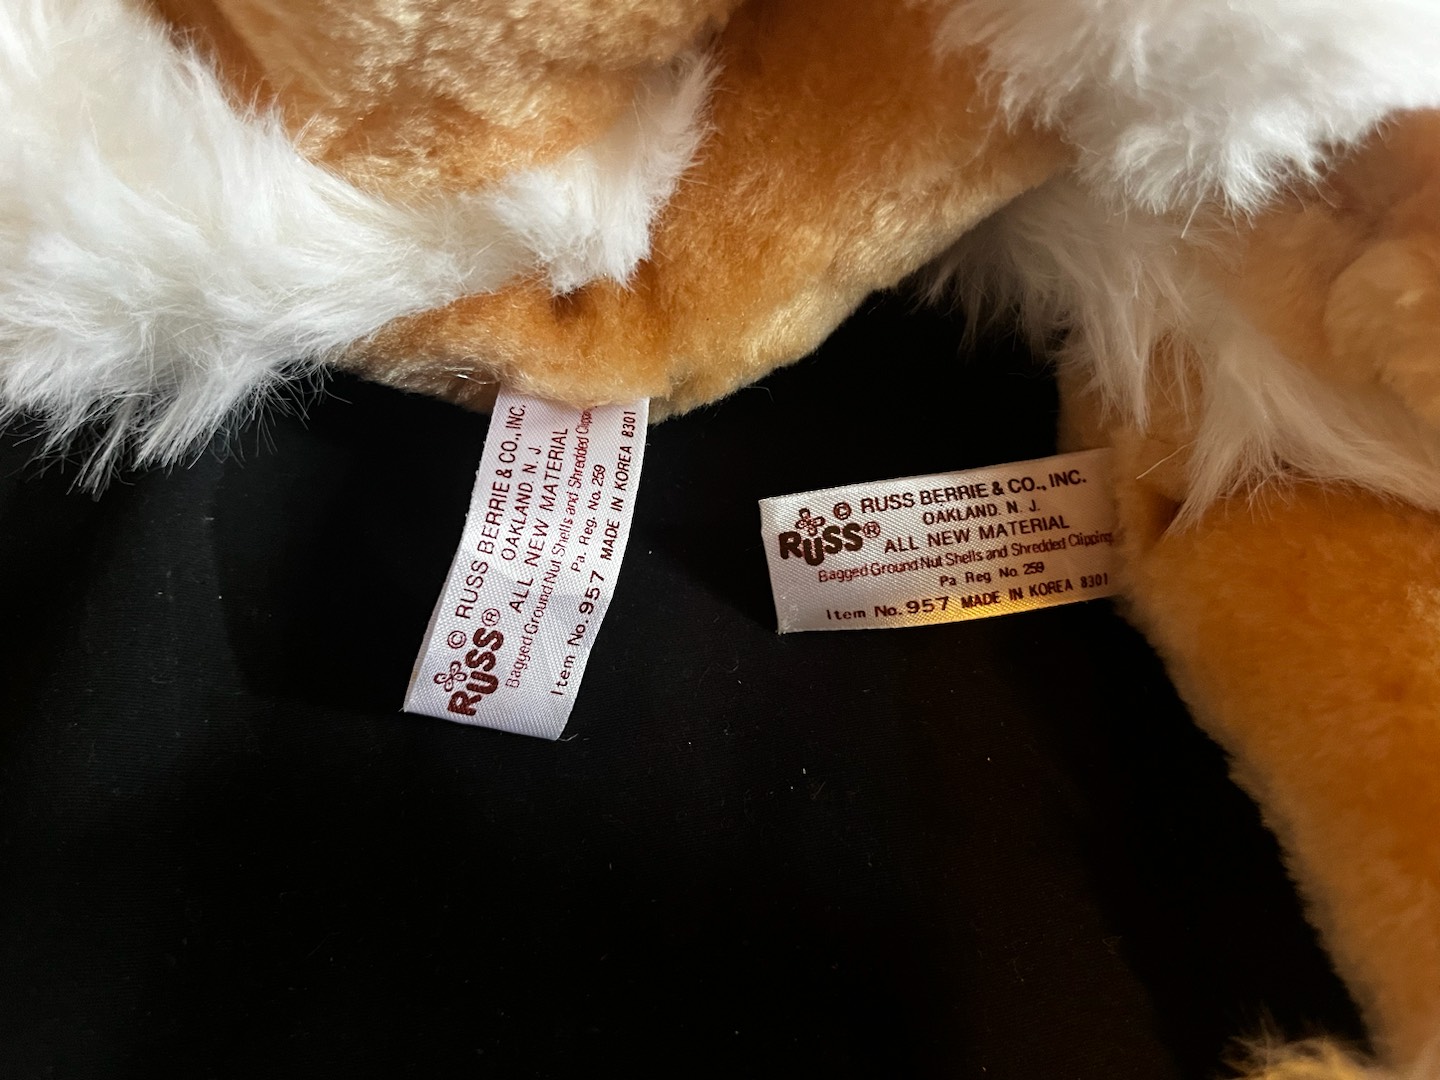 © RUSS BERRIE & CO., INC.
OAKLAND. N. J.
RUSS® ALL NEW MATERIAL
Bagged Ground Nut Shells and Shredded Clipping
Pa. Reg. No. 259
Item No. 957 MADE IN KOREA 8301
© RUSS BERRIE & CO., INC.
OAKLAND. N. J.
RUSS® ALL NEW MATERIAL
Bagged Ground Nut Shells and Shredded Clipping
Pa Reg No. 259
Item No. 957 MADE IN KOREA 8301